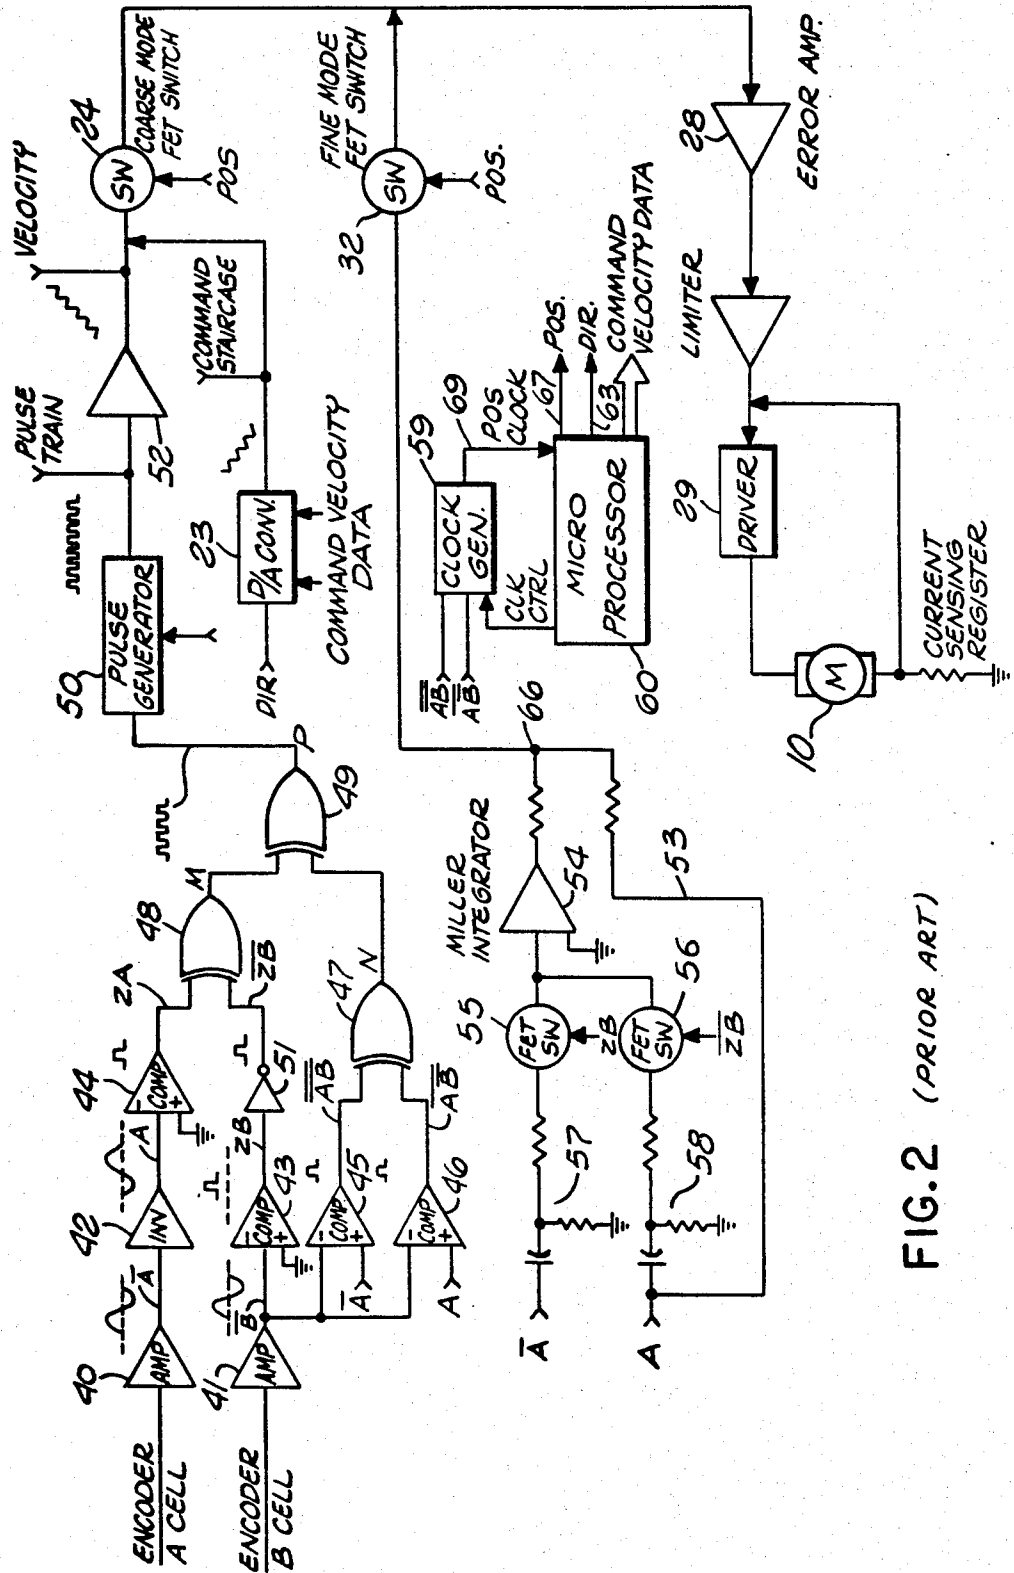 ENCODER
A CELL
40
AMP
A̅
42
INV
A
44
COMP
-
+
2A
48
M
ENCODER
B CELL
41
AMP
B̅
COMP
-
+
43
2B
51
2̅B̅
COMP
-
+
45
A̅
A̿B̿
COMP
-
+
46
A
A̅B̅
47
N
49
P
50
PULSE
GENERATOR
PULSE
TRAIN
52
VELOCITY
24
SW
COARSE MODE
FET SWITCH
POS
DIR
23
D/A CONV.
COMMAND VELOCITY
DATA
COMMAND
STAIRCASE
FINE MODE
FET SWITCH
SW
32
POS.
A̿B̿
A̅B̅
59
CLOCK
GEN.
69
POS
CLOCK
CLK
CTRL
MICRO
PROCESSOR
60
67
POS.
DIR.
63
COMMAND
VELOCITY DATA
A̅
57
55
FET
SW
2B
A
58
56
FET
SW
2̅B̅
MILLER
INTEGRATOR
54
53
66
28
ERROR AMP.
LIMITER
29
DRIVER
10
M
CURRENT
SENSING
REGISTER
FIG. 2 (PRIOR ART)